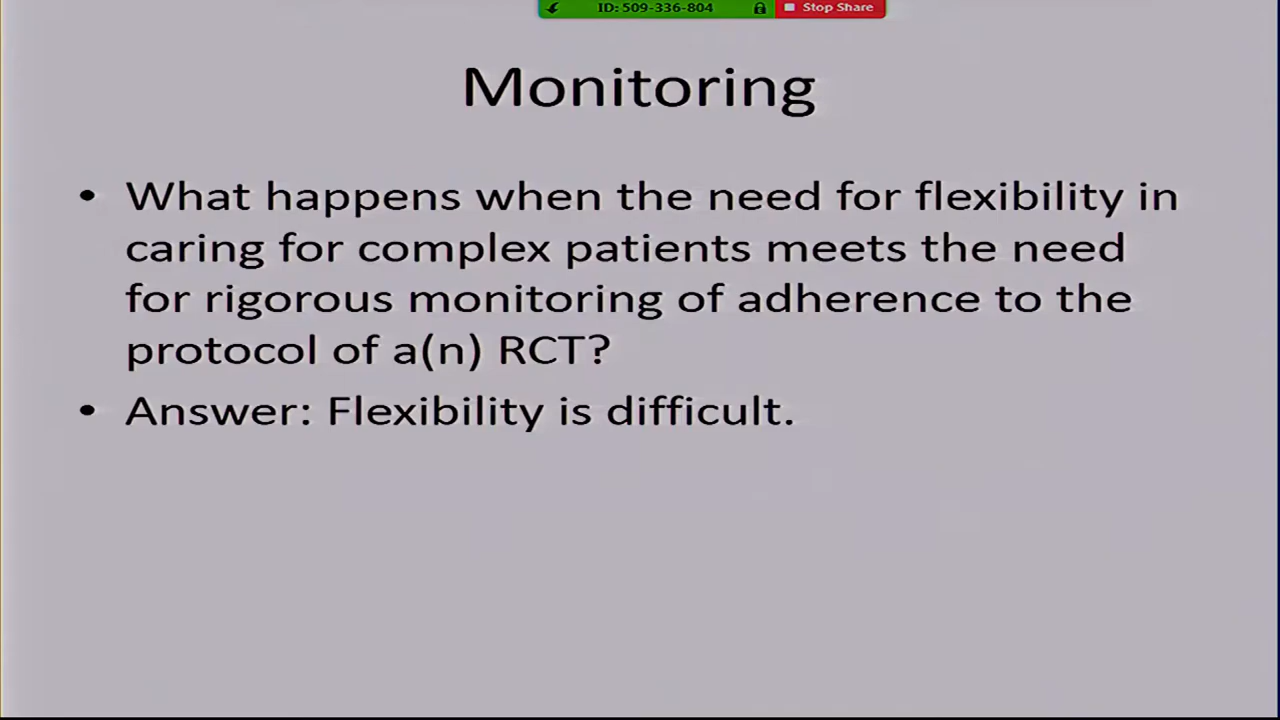 ID: 509-336-804
Stop Share
Monitoring
• What happens when the need for flexibility in
caring for complex patients meets the need
for rigorous monitoring of adherence to the
protocol of a(n) RCT?
• Answer: Flexibility is difficult.